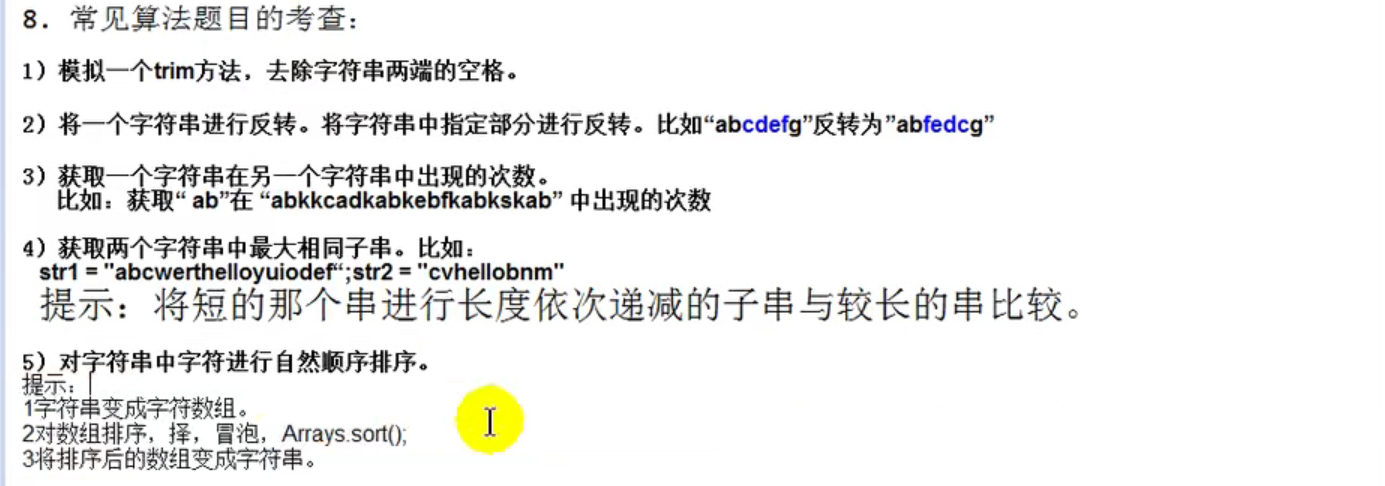 8. 常见算法题目的考查：
1）模拟一个trim方法，去除字符串两端的空格。
2）将一个字符串进行反转。将字符串中指定部分进行反转。比如“abcdefg”反转为”abfedcg”
3）获取一个字符串在另一个字符串中出现的次数。
比如：获取“ ab”在 “abkkcadkabkebfkabkskab” 中出现的次数
4）获取两个字符串中最大相同子串。比如：
str1 = "abcwerthelloyuiodef“;str2 = "cvhellobnm"
提示：将短的那个串进行长度依次递减的子串与较长的串比较。
5）对字符串中字符进行自然顺序排序。
提示：
1字符串变成字符数组。
2对数组排序，择，冒泡，Arrays.sort();
3将排序后的数组变成字符串。